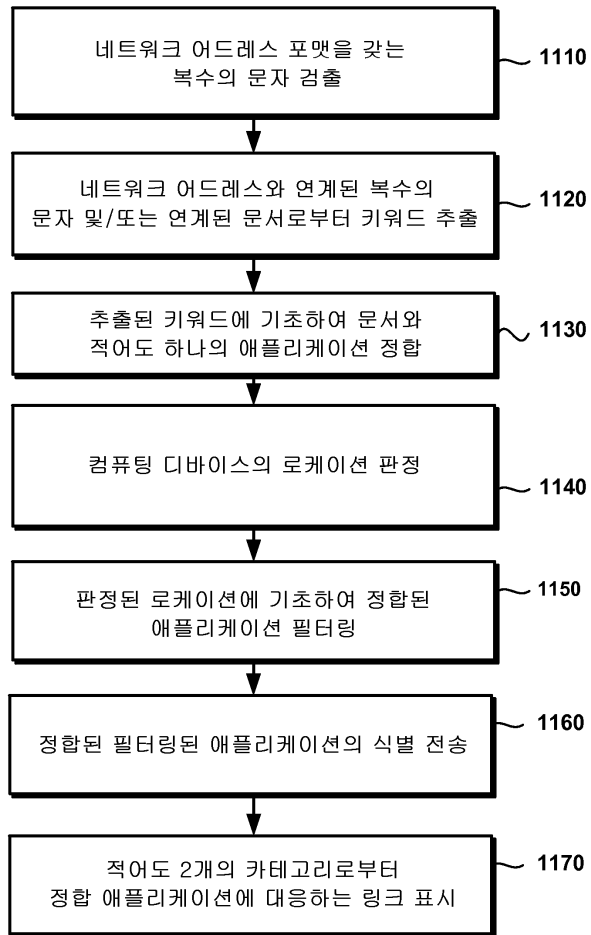 네트워크 어드레스 포맷을 갖는
복수의 문자 검출
1110
네트워크 어드레스와 연계된 복수의
문자 및/또는 연계된 문서로부터 키워드 추출
1120
추출된 키워드에 기초하여 문서와
적어도 하나의 애플리케이션 정합
1130
컴퓨팅 디바이스의 로케이션 판정
1140
판정된 로케이션에 기초하여 정합된
애플리케이션 필터링
1150
정합된 필터링된 애플리케이션의 식별 전송
1160
적어도 2개의 카테고리로부터
정합 애플리케이션에 대응하는 링크 표시
1170